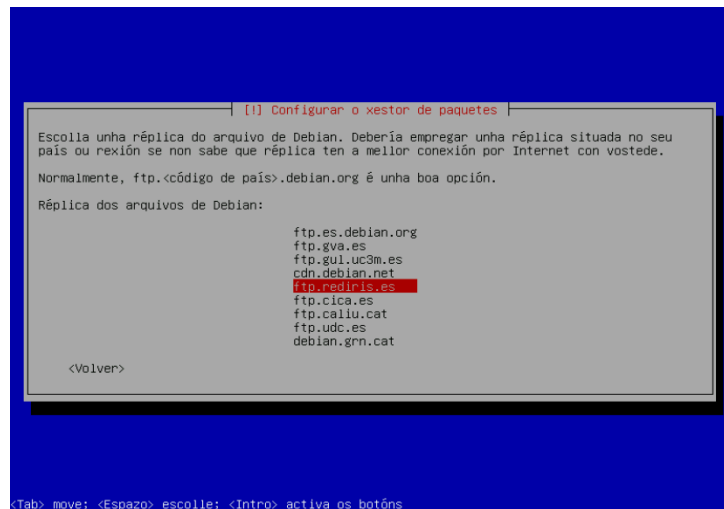 [!] Configurar o xestor de paquetes
Escolla unha réplica do arquivo de Debian. Debería empregar unha réplica situada no seu
país ou rexión se non sabe que réplica ten a mellor conexión por Internet con vostede.
Normalmente, ftp.<código de país>.debian.org é unha boa opción.
Réplica dos arquivos de Debian:
ftp.es.debian.org
ftp.gva.es
ftp.gul.uc3m.es
cdn.debian.net
ftp.rediris.es
ftp.cica.es
ftp.caliu.cat
ftp.udc.es
debian.grn.cat
<Volver>
<Tab> move; <Espazo> escolle; <Intro> activa os botóns